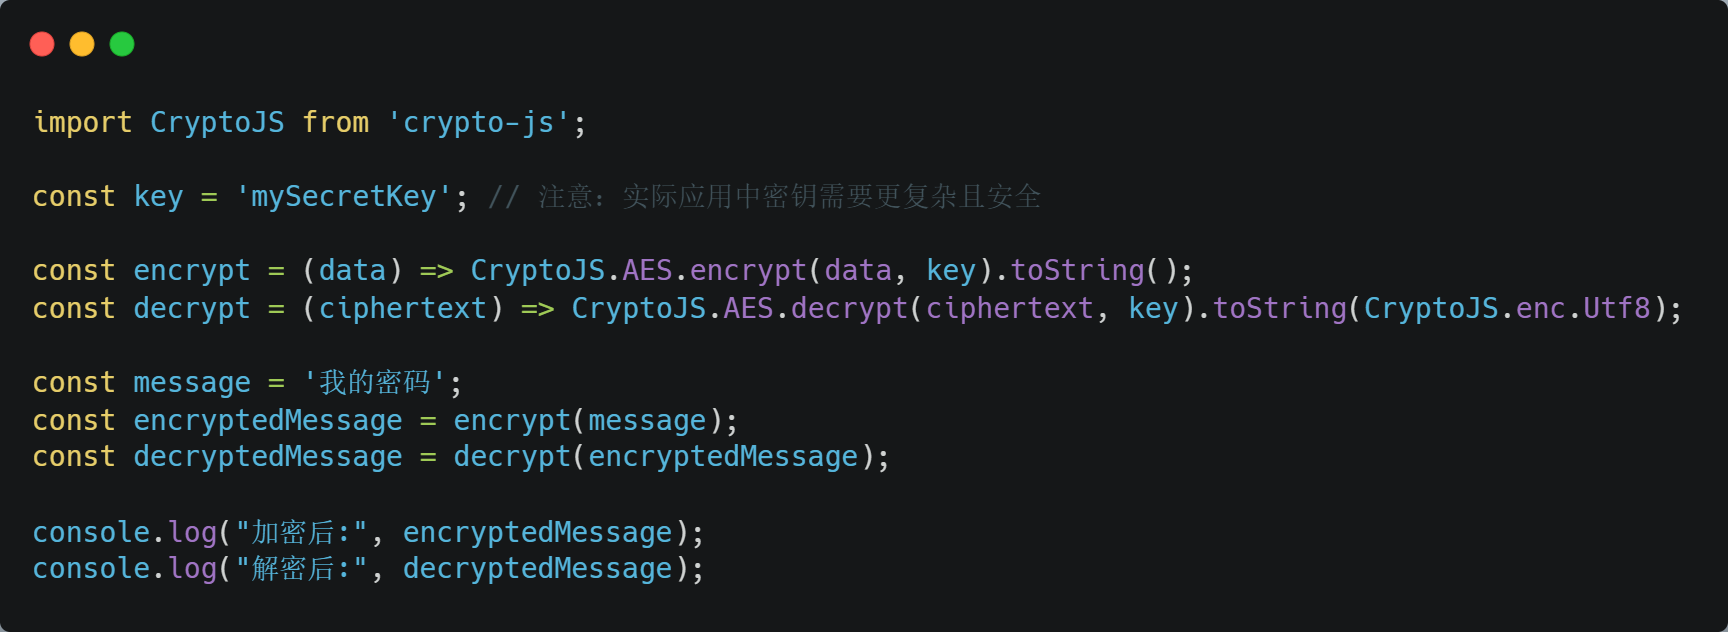 import CryptoJS from 'crypto-js';
const key = 'mySecretKey'; // 注意：实际应用中密钥需要更复杂且安全
const encrypt = (data) => CryptoJS.AES.encrypt(data, key).toString();
const decrypt = (ciphertext) => CryptoJS.AES.decrypt(ciphertext, key).toString(CryptoJS.enc.Utf8);
const message = '我的密码';
const encryptedMessage = encrypt(message);
const decryptedMessage = decrypt(encryptedMessage);
console.log("加密后:", encryptedMessage);
console.log("解密后:", decryptedMessage);